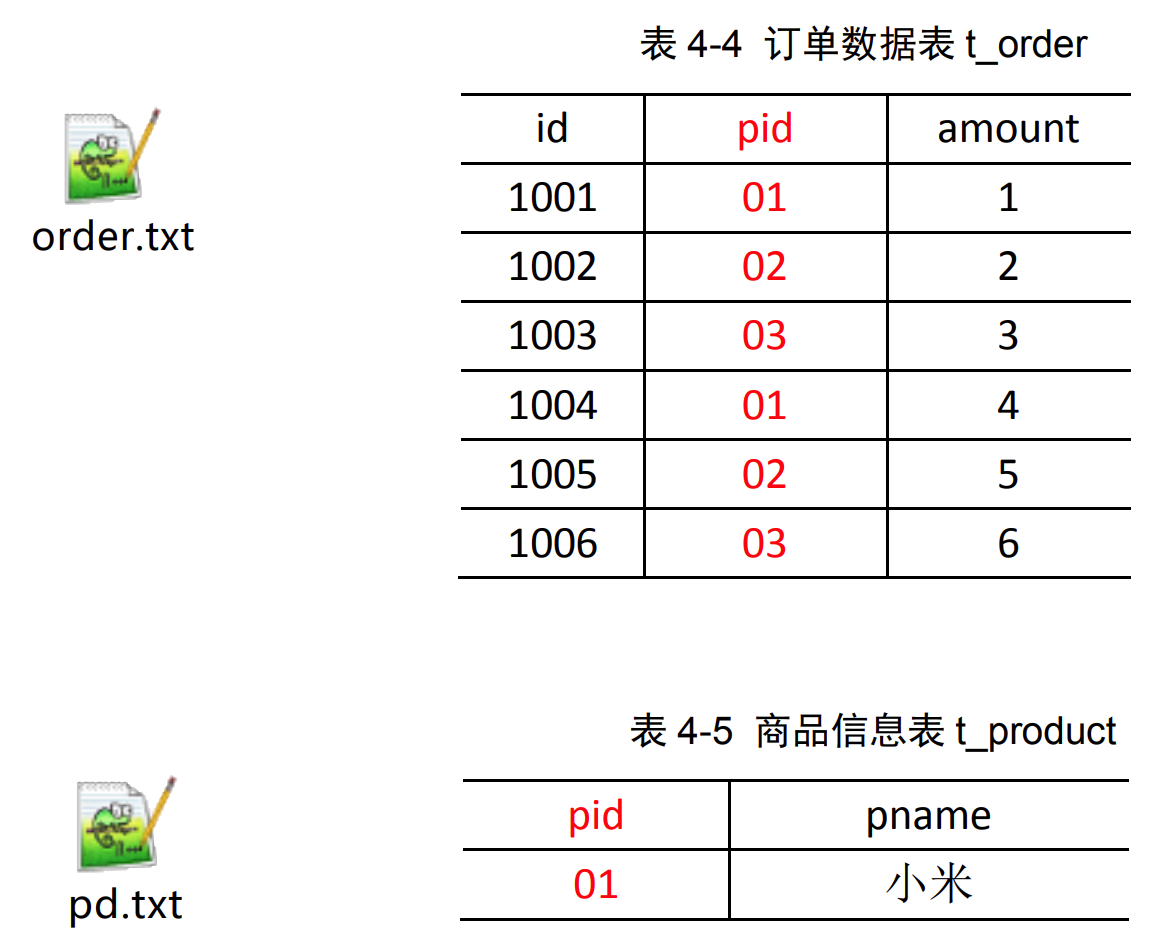 表 4-4 订单数据表 t_order
order.txt
id pid amount
1001 01 1
1002 02 2
1003 03 3
1004 01 4
1005 02 5
1006 03 6
表 4-5 商品信息表 t_product
pd.txt
pid pname
01 小米